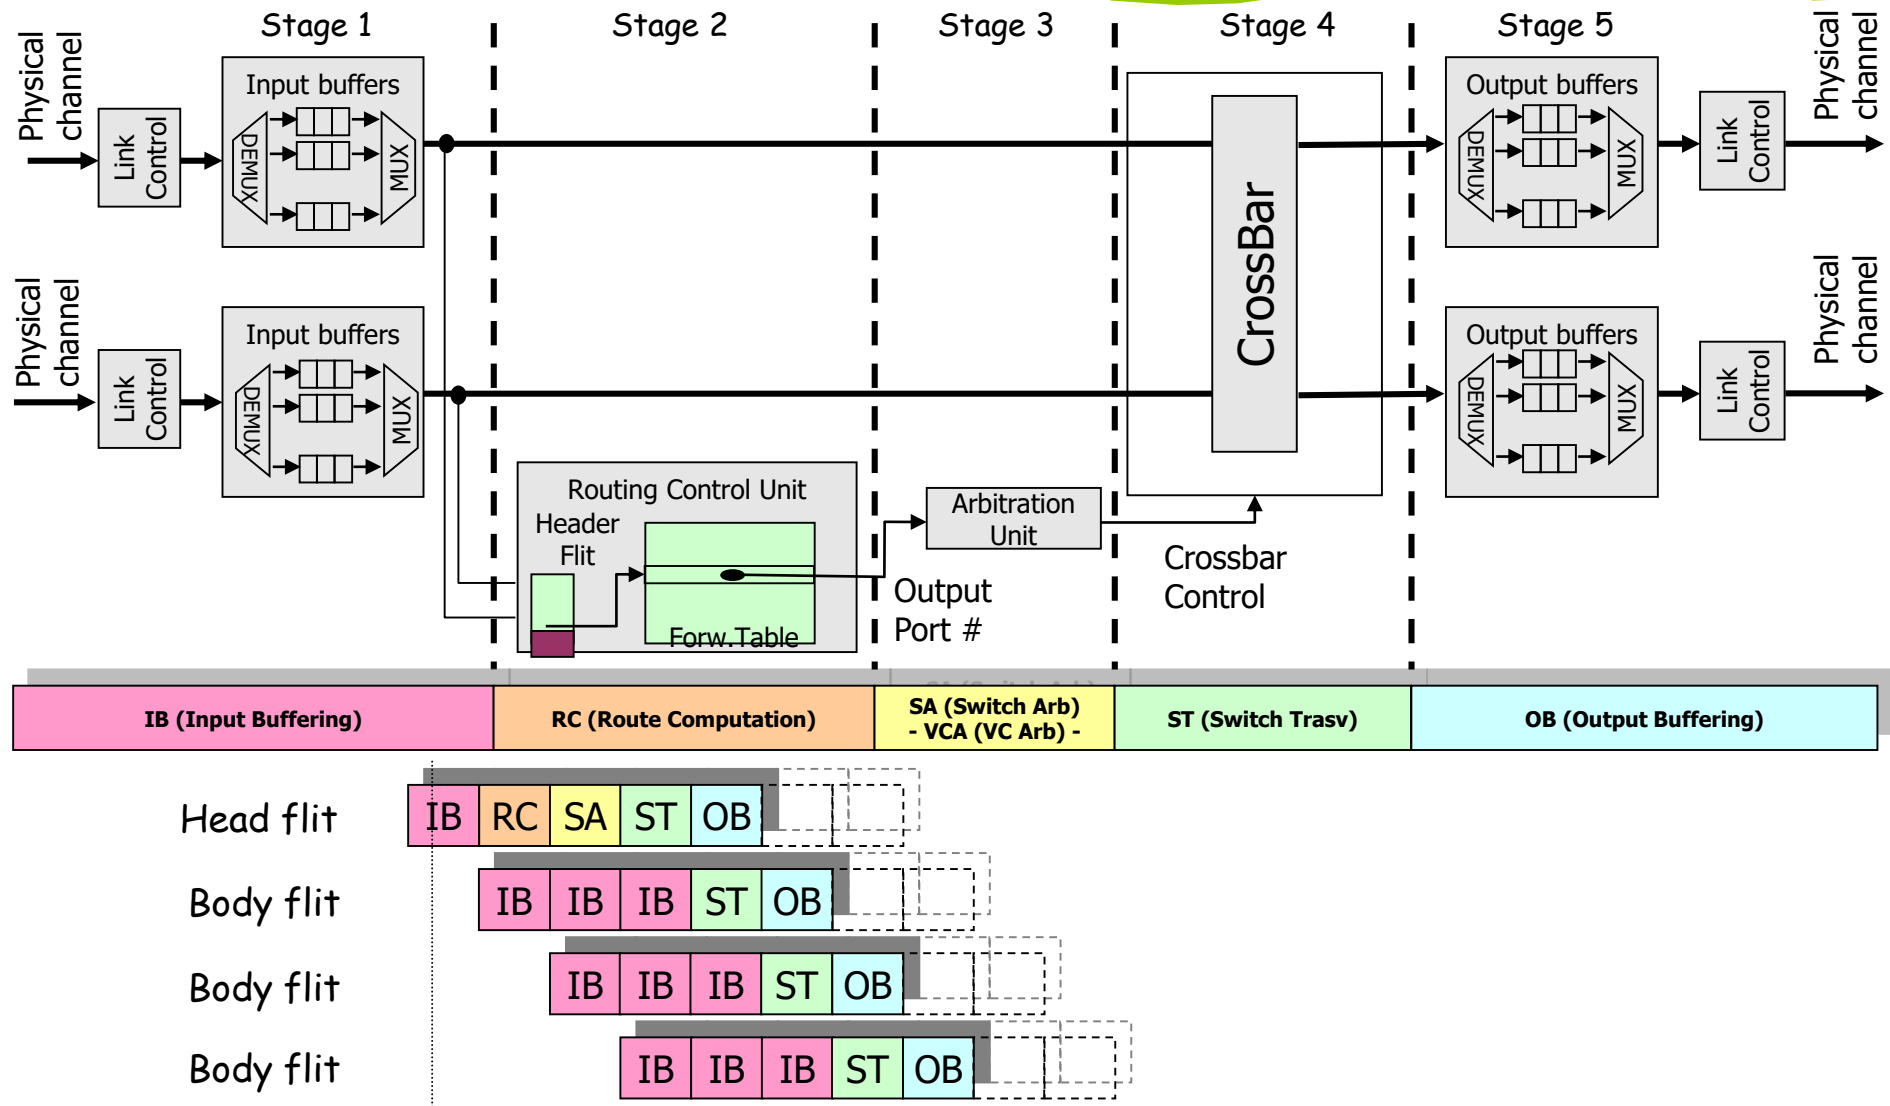 Stage 1
Stage 2
Stage 3
Stage 4
Stage 5
Physical
channel
Link
Control
Input buffers
DEMUX
MUX
CrossBar
Output buffers
DEMUX
MUX
Link
Control
Physical
channel
Physical
channel
Link
Control
Input buffers
DEMUX
MUX
Output buffers
DEMUX
MUX
Link
Control
Physical
channel
Routing Control Unit
Header
Flit
Forw.Table
Arbitration
Unit
Output
Port #
Crossbar
Control
IB (Input Buffering)
RC (Route Computation)
SA (Switch Arb)
- VCA (VC Arb) -
ST (Switch Trasv)
OB (Output Buffering)
Head flit
IB RC SA ST OB
Body flit
IB IB IB ST OB
Body flit
IB IB IB ST OB
Body flit
IB IB IB ST OB